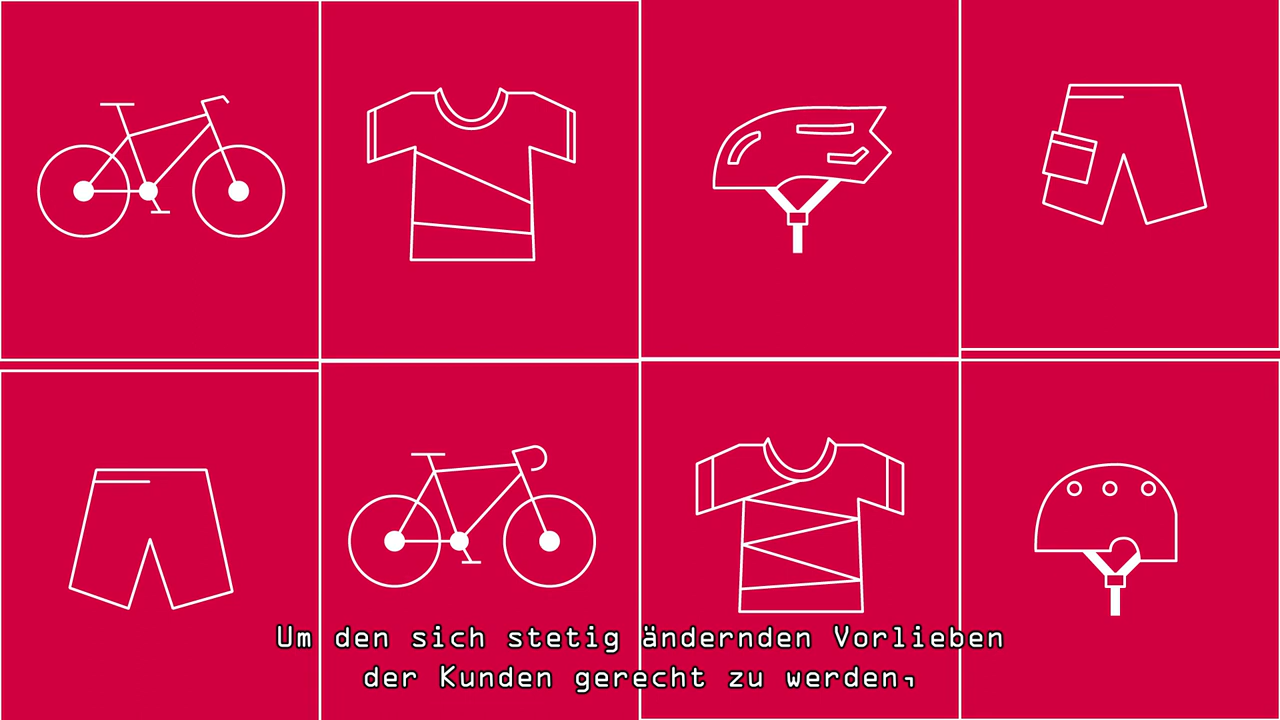 Um den sich stetig ändernden Vorlieben
der Kunden gerecht zu werden,